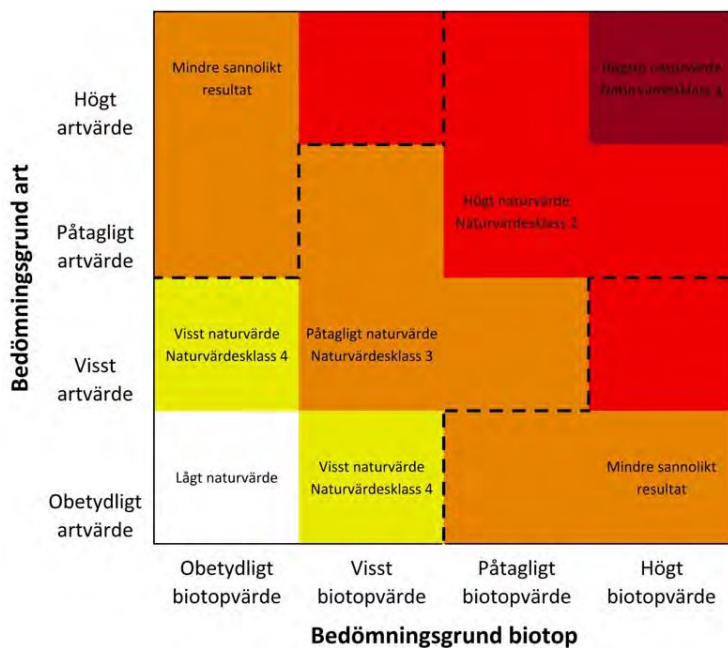 Bedömningsgrund art
Högt
artvärde
Påtagligt
artvärde
Visst
artvärde
Obetydligt
artvärde
Mindre sannolikt
resultat
Högsta naturvärde
Naturvärdesklass 1
Högt naturvärde
Naturvärdesklass 2
Visst naturvärde
Naturvärdesklass 4
Påtagligt naturvärde
Naturvärdesklass 3
Lågt naturvärde
Visst naturvärde
Naturvärdesklass 4
Mindre sannolikt
resultat
Obetydligt
biotopvärde
Visst
biotopvärde
Påtagligt
biotopvärde
Högt
biotopvärde
Bedömningsgrund biotop